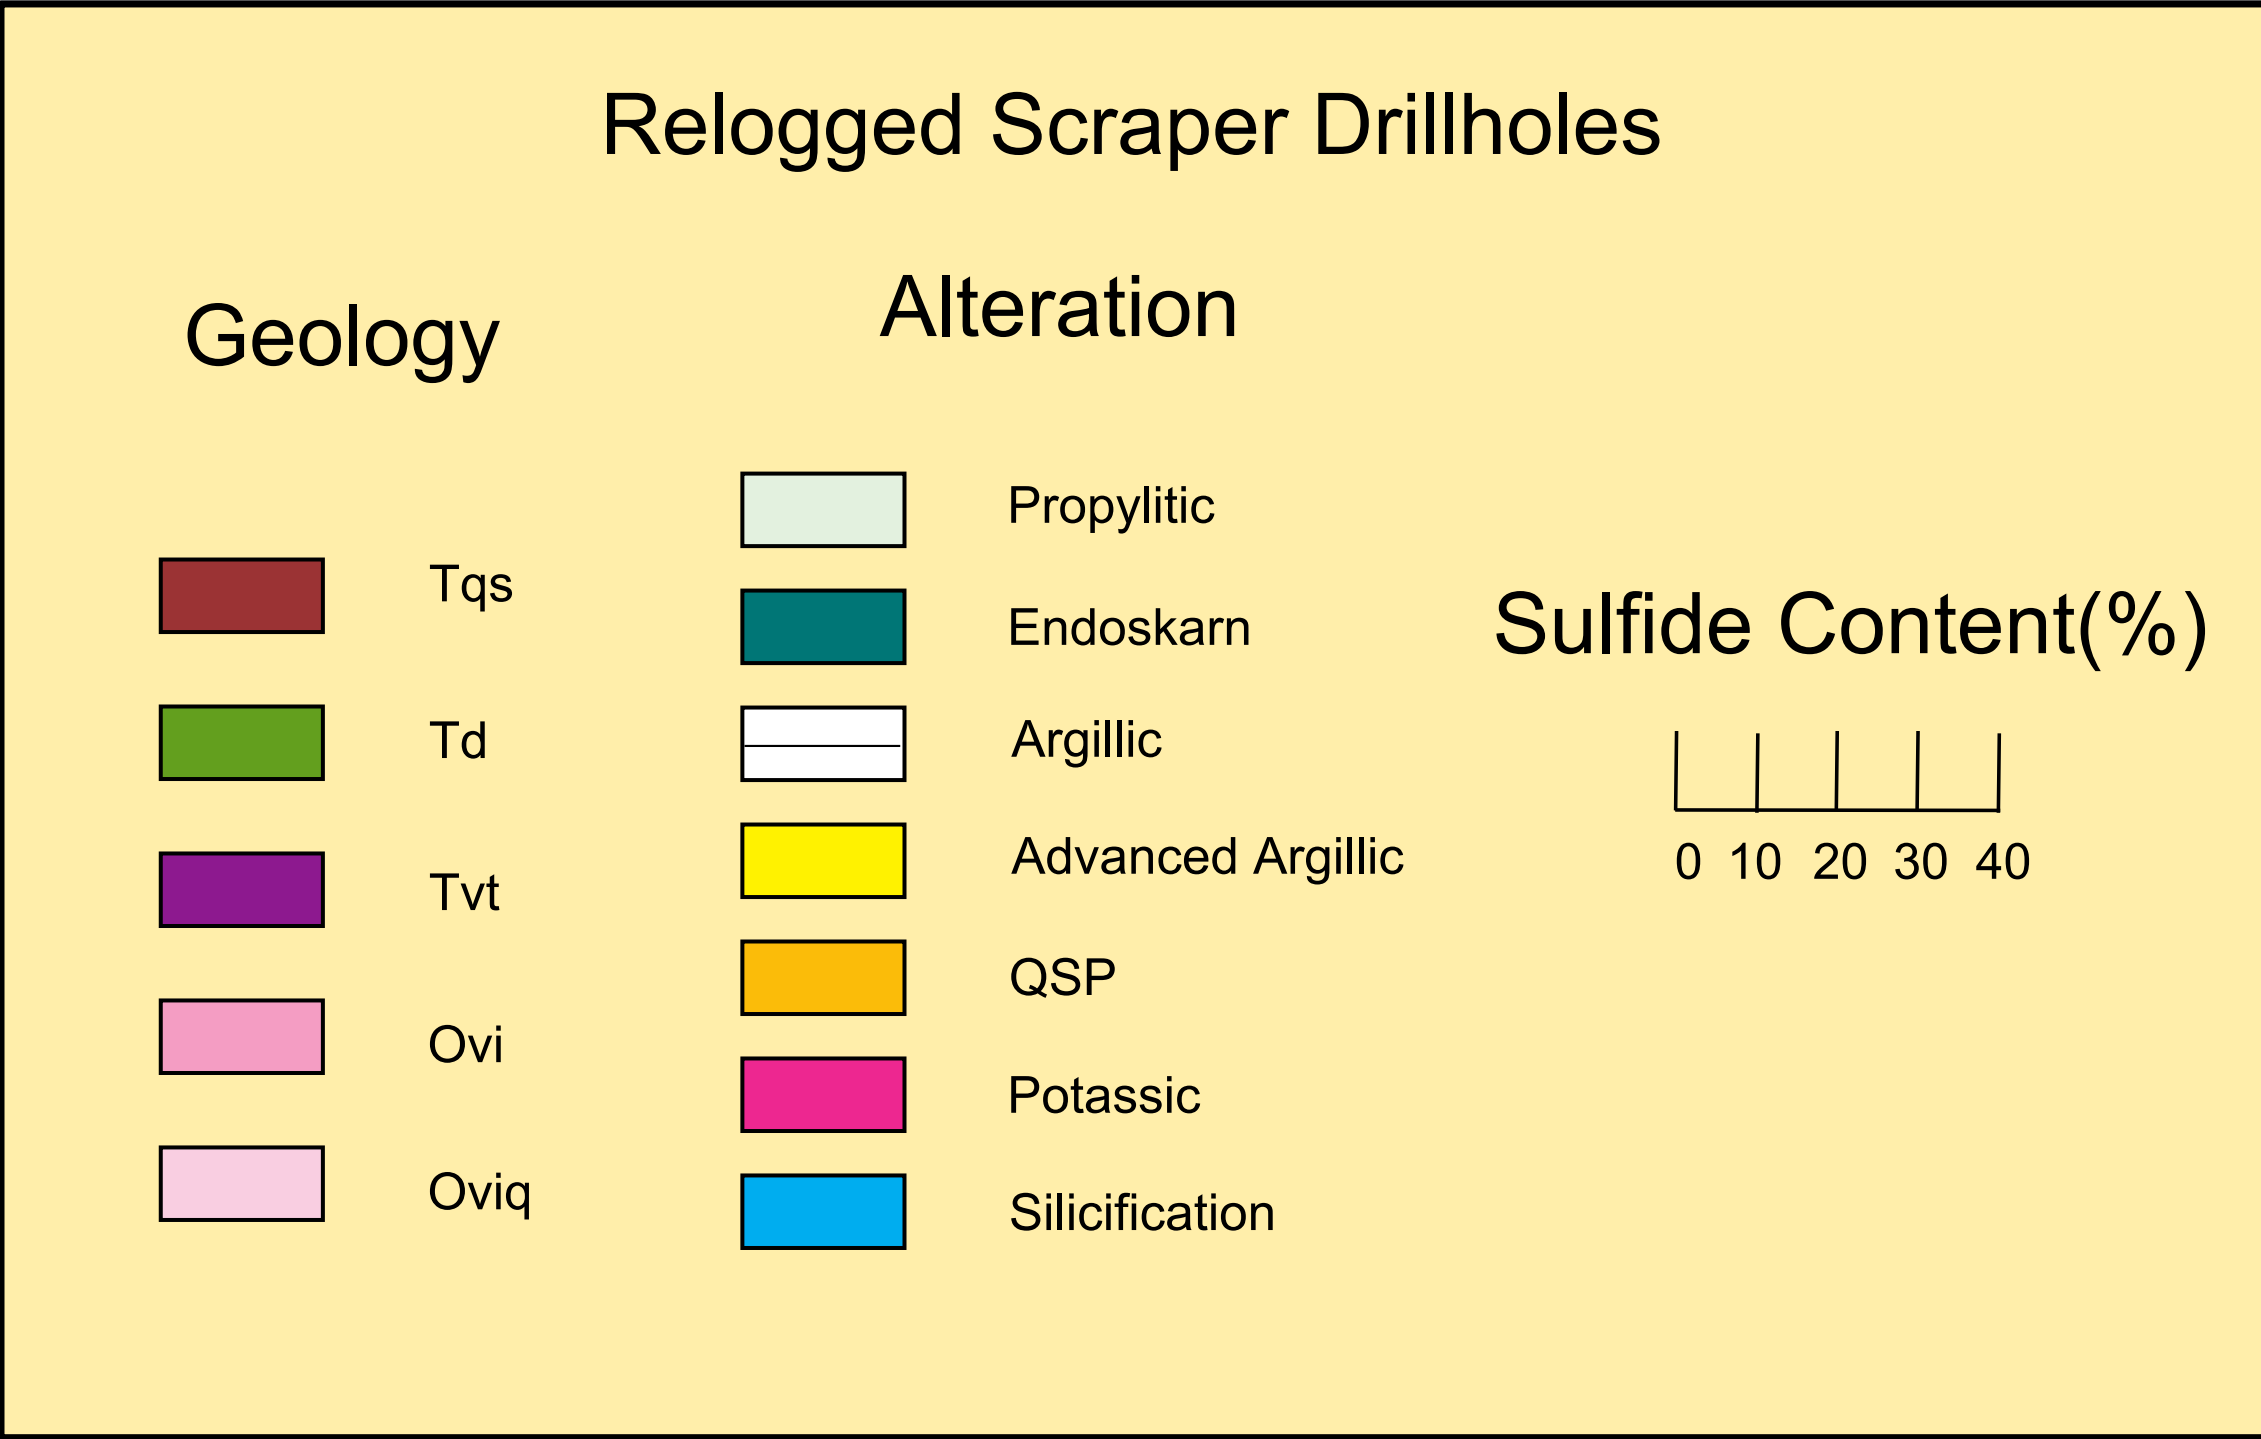 Relogged Scraper Drillholes
Geology
Tqs
Td
Tvt
Ovi
Oviq
Alteration
Propylitic
Endoskarn
Argillic
Advanced Argillic
QSP
Potassic
Silicification
Sulfide Content(%)
0 10 20 30 40